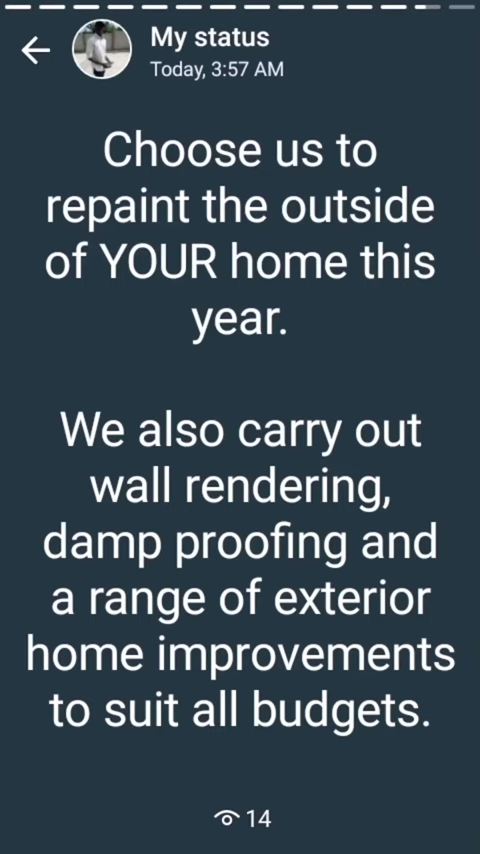 My status
Today, 3:57 AM
Choose us to
repaint the outside
of YOUR home this
year.
We also carry out
wall rendering,
damp proofing and
a range of exterior
home improvements
to suit all budgets.
14